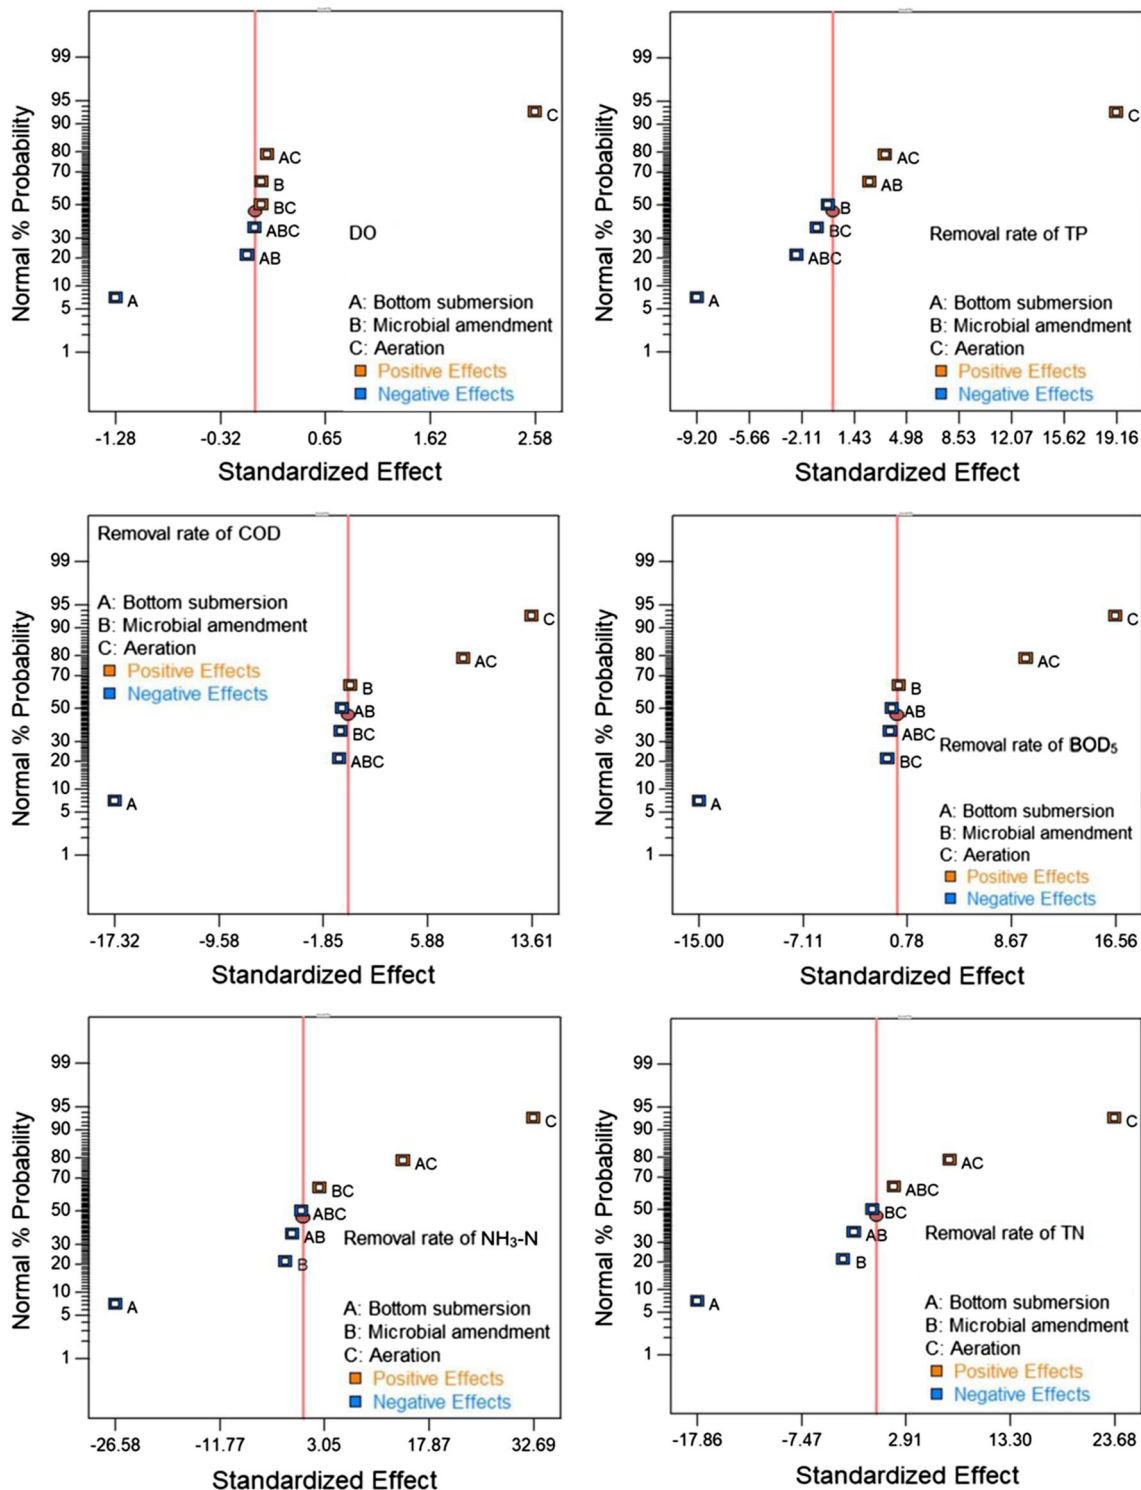 Normal % Probability
99
95
90
80
70
50
30
20
10
5
1
C
AC
B
BC
ABC
AB
A
DO
A: Bottom submersion
B: Microbial amendment
C: Aeration
Positive Effects
Negative Effects
-1.28 -0.32 0.65 1.62 2.58
Standardized Effect
Normal % Probability
99
95
90
80
70
50
30
20
10
5
1
C
AC
AB
B
BC
ABC
A
Removal rate of TP
A: Bottom submersion
B: Microbial amendment
C: Aeration
Positive Effects
Negative Effects
-9.20 -5.66 -2.11 1.43 4.98 8.53 12.07 15.62 19.16
Standardized Effect
Normal % Probability
99
95
90
80
70
50
30
20
10
5
1
Removal rate of COD
A: Bottom submersion
B: Microbial amendment
C: Aeration
Positive Effects
Negative Effects
C
AC
B
AB
BC
ABC
A
-17.32 -9.58 -1.85 5.88 13.61
Standardized Effect
Normal % Probability
99
95
90
80
70
50
30
20
10
5
1
C
AC
B
AB
ABC
BC
A
Removal rate of BOD₅
A: Bottom submersion
B: Microbial amendment
C: Aeration
Positive Effects
Negative Effects
-15.00 -7.11 0.78 8.67 16.56
Standardized Effect
Normal % Probability
99
95
90
80
70
50
30
20
10
5
1
C
AC
BC
ABC
AB
B
A
Removal rate of NH₃-N
A: Bottom submersion
B: Microbial amendment
C: Aeration
Positive Effects
Negative Effects
-26.58 -11.77 3.05 17.87 32.69
Standardized Effect
Normal % Probability
99
95
90
80
70
50
30
20
10
5
1
C
AC
ABC
BC
AB
B
A
Removal rate of TN
A: Bottom submersion
B: Microbial amendment
C: Aeration
Positive Effects
Negative Effects
-17.86 -7.47 2.91 13.30 23.68
Standardized Effect